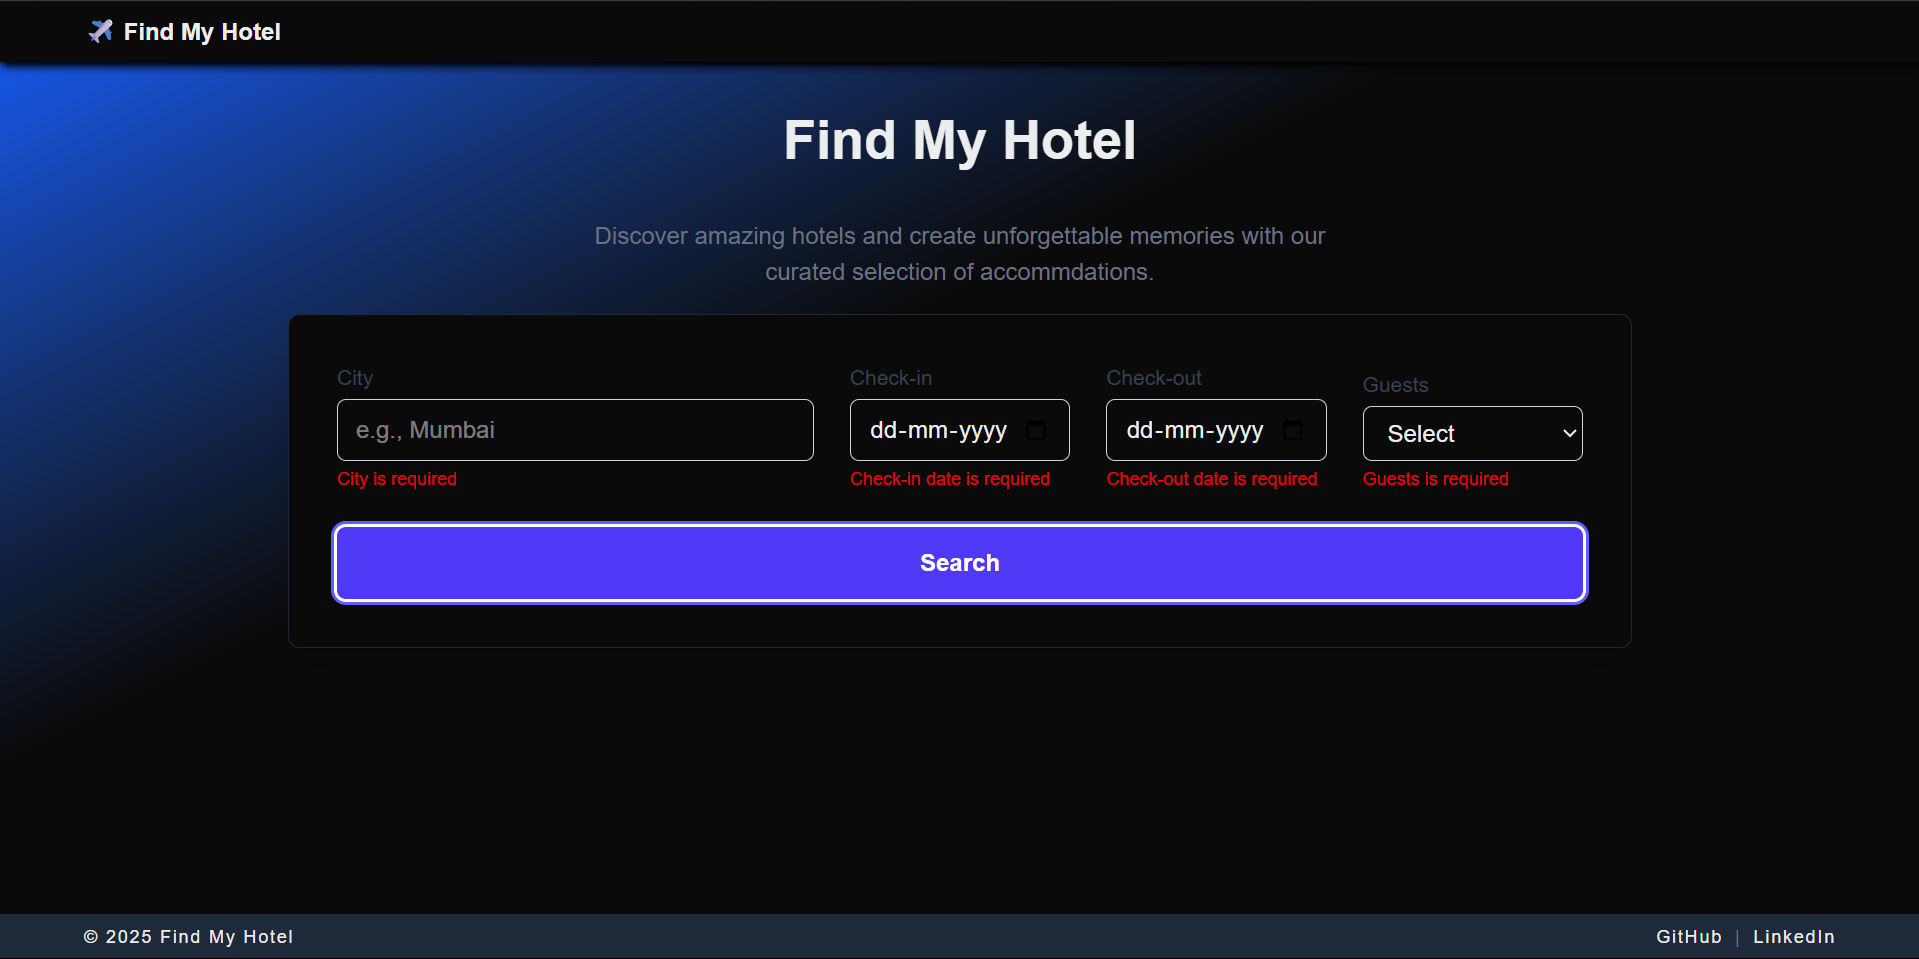 Find My Hotel
Find My Hotel
Discover amazing hotels and create unforgettable memories with our
curated selection of accommdations.
City
Check-in
Check-out
Guests
e.g., Mumbai
dd-mm-yyyy
dd-mm-yyyy
Select
City is required
Check-in date is required
Check-out date is required
Guests is required
Search
© 2025 Find My Hotel
GitHub | LinkedIn